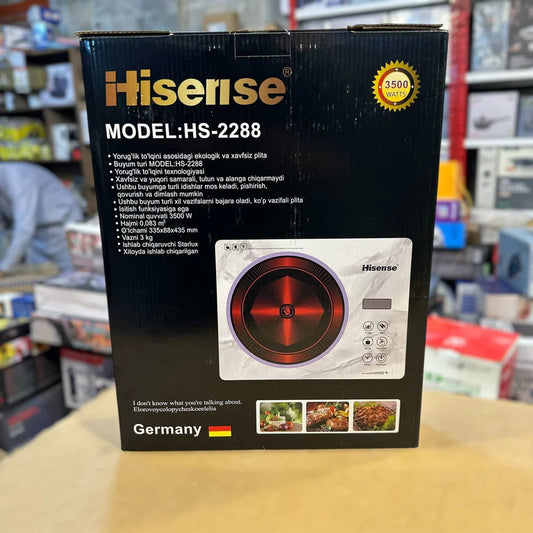 Hisense®
3500
WATTS
MODEL:HS-2288
• Yorug'lik to'lqini asosidagi ekologik va xavfsiz plita
• Buyum turi MODEL:HS-2288
• Yorug'lik to'lqini texnologiyasi
• Xavfsiz va yuqori samarali, tutun va alanga chiqarmaydi
• Ushbu buyumga turli idishlar mos keladi, pishirish,
qovurish va dimlash mumkin
• Ushbu buyum turli xil vazifalarni bajara oladi, ko'p vazifali plita
• Isitish funksiyasiga ega
• Nominal quvvati 3500 W
• Hajmi 0,083 m³
• O'lchami 335x88x435 mm
• Vazni 3 kg
• Ishlab chiqaruvchi Starlux
• Xitoyda ishlab chiqarilgan
Hisense
I don't know what you're talking about.
Elorovoycolopycheskoeelélia
Germany